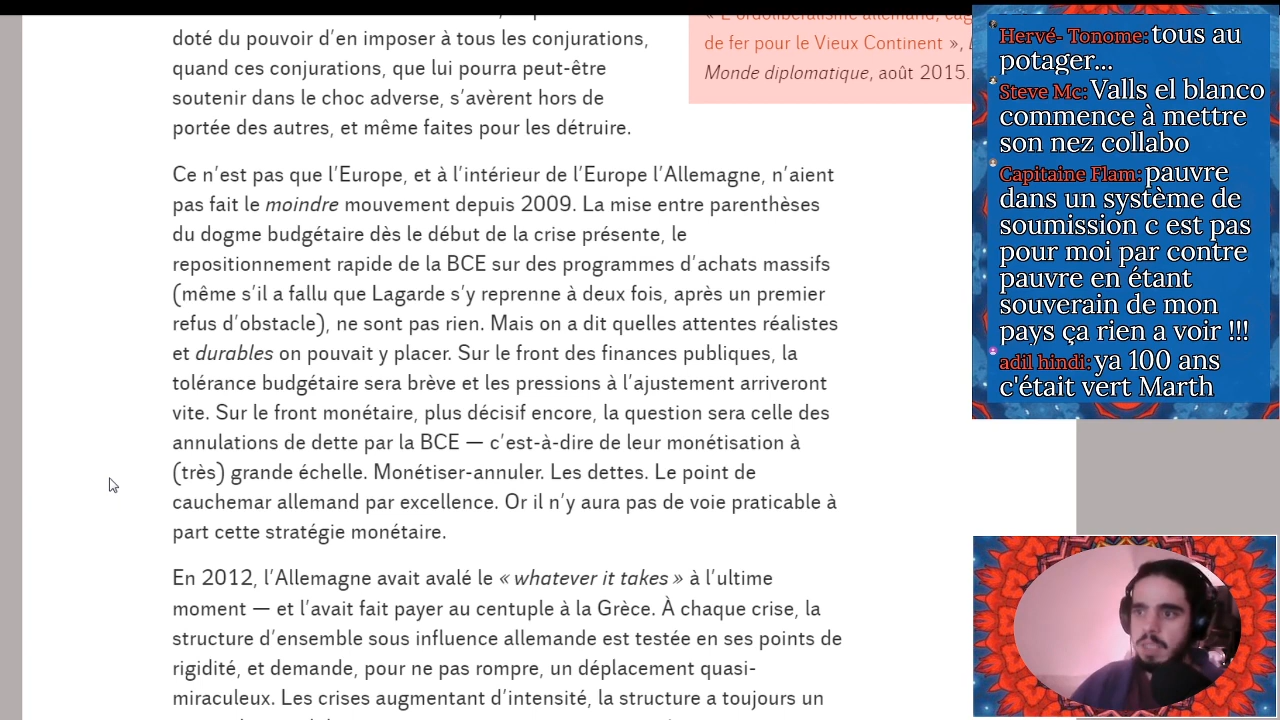 doté du pouvoir d’en imposer à tous les conjurations,
quand ces conjurations, que lui pourra peut-être
soutenir dans le choc adverse, s’avèrent hors de
portée des autres, et même faites pour les détruire.
Ce n’est pas que l’Europe, et à l’intérieur de l’Europe l’Allemagne, n’aient
pas fait le moindre mouvement depuis 2009. La mise entre parenthèses
du dogme budgétaire dès le début de la crise présente, le
repositionnement rapide de la BCE sur des programmes d’achats massifs
(même s’il a fallu que Lagarde s’y reprenne à deux fois, après un premier
refus d’obstacle), ne sont pas rien. Mais on a dit quelles attentes réalistes
et durables on pouvait y placer. Sur le front des finances publiques, la
tolérance budgétaire sera brève et les pressions à l’ajustement arriveront
vite. Sur le front monétaire, plus décisif encore, la question sera celle des
annulations de dette par la BCE — c’est-à-dire de leur monétisation à
(très) grande échelle. Monétiser-annuler. Les dettes. Le point de
cauchemar allemand par excellence. Or il n’y aura pas de voie praticable à
part cette stratégie monétaire.
En 2012, l’Allemagne avait avalé le « whatever it takes » à l’ultime
moment — et l’avait fait payer au centuple à la Grèce. À chaque crise, la
structure d’ensemble sous influence allemande est testée en ses points de
rigidité, et demande, pour ne pas rompre, un déplacement quasi-
miraculeux. Les crises augmentant d’intensité, la structure a toujours un
« L’ordolibéralisme allemand,
de fer pour le Vieux Continent »,
Monde diplomatique, août 2015.
Hervé- Tonome: tous au
potager...
Steve Mc: Valls el blanco
commence à mettre
son nez collabo
Capitaine Flam: pauvre
dans un système de
soumission c est pas
pour moi par contre
pauvre en étant
souverain de mon
pays ça rien a voir !!!
adil hindi: ya 100 ans
c'était vert Marth